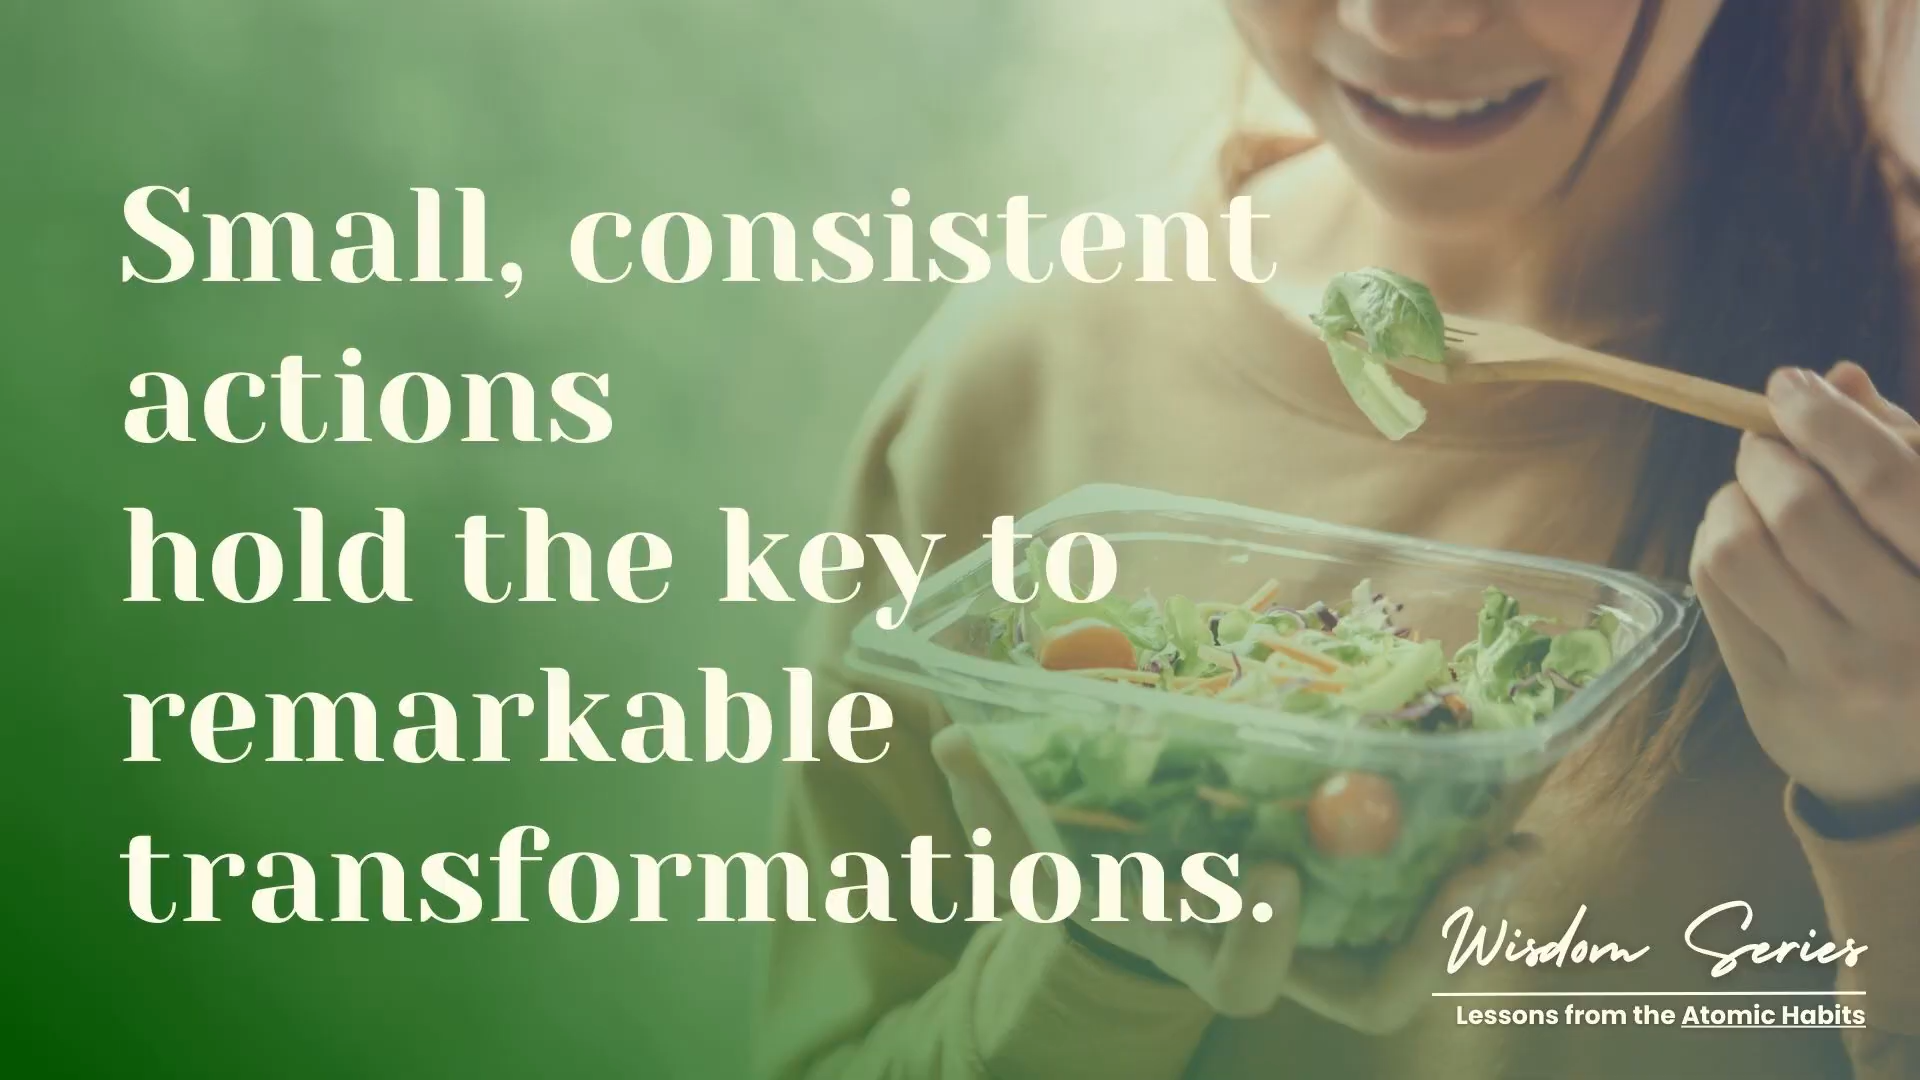 Small, consistent
actions
hold the key to
remarkable
transformations.
Wisdom Series
Lessons from the Atomic Habits